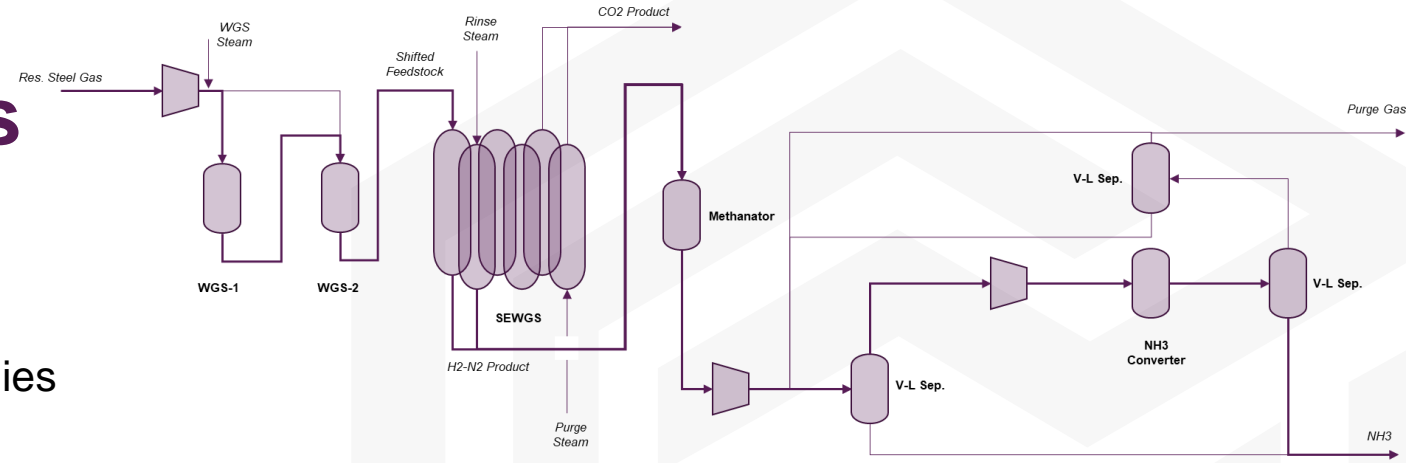 CO2 Product
WGS
Steam
Rinse
Steam
Shifted
Feedstock
Res. Steel Gas
s
Purge Gas
V-L Sep.
Methanator
WGS-1
WGS-2
V-L Sep.
SEWGS
NH3
Converter
H2-N2 Product
ies
V-L Sep.
Purge
Steam
NH3